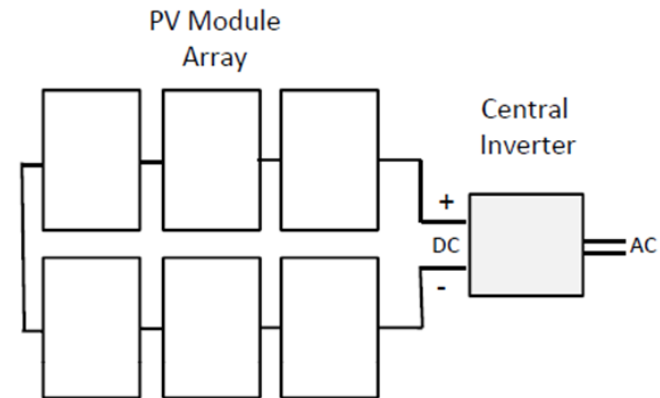 PV Module
Array
Central
Inverter
+
DC
AC
-